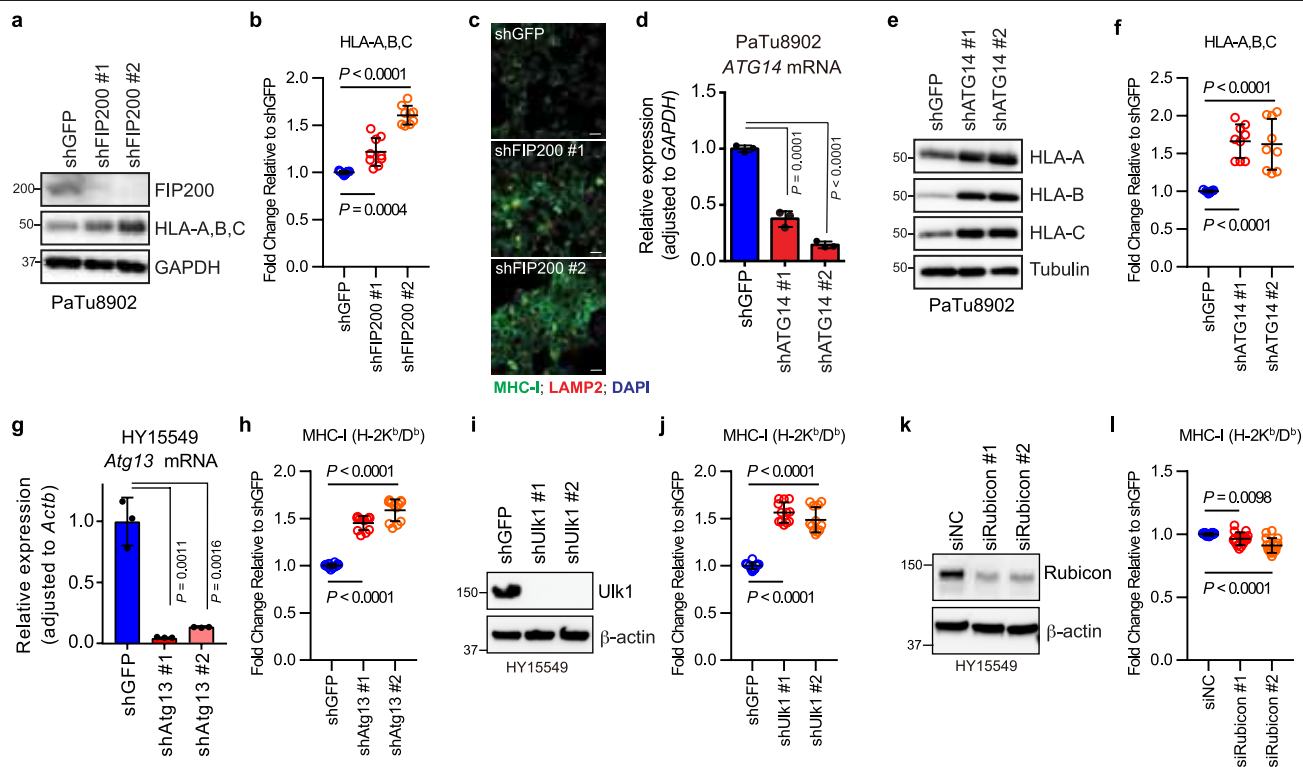 a
shGFP
shFIP200 #1
shFIP200 #2
200
FIP200
50
HLA-A,B,C
37
GAPDH
PaTu8902
b
HLA-A,B,C
Fold Change Relative to shGFP
2.0
1.5
1.0
0.5
0.0
P < 0.0001
P = 0.0004
shGFP
shFIP200 #1
shFIP200 #2
c
shGFP
shFIP200 #1
shFIP200 #2
MHC-I; LAMP2; DAPI
d
PaTu8902
ATG14 mRNA
Relative expression
(adjusted to GAPDH)
1.5
1.0
0.5
0.0
P = 0.0001
P < 0.0001
shGFP
shATG14 #1
shATG14 #2
e
shGFP
shATG14 #1
shATG14 #2
50
HLA-A
50
HLA-B
50
HLA-C
50
Tubulin
PaTu8902
f
HLA-A,B,C
Fold Change Relative to shGFP
2.5
2.0
1.5
1.0
0.5
0.0
P < 0.0001
P < 0.0001
shGFP
shATG14 #1
shATG14 #2
g
HY15549
Atg13 mRNA
Relative expression
(adjusted to Actb)
1.0
0.5
0.0
P = 0.0011
P = 0.0016
shGFP
shAtg13 #1
shAtg13 #2
h
MHC-I (H-2Kᵇ/Dᵇ)
Fold Change Relative to shGFP
2.0
1.5
1.0
0.5
0.0
P < 0.0001
P < 0.0001
shGFP
shAtg13 #1
shAtg13 #2
i
shGFP
shUlk1 #1
shUlk1 #2
150
Ulk1
37
β-actin
HY15549
j
MHC-I (H-2Kᵇ/Dᵇ)
Fold Change Relative to shGFP
2.0
1.5
1.0
0.5
0.0
P < 0.0001
P < 0.0001
shGFP
shUlk1 #1
shUlk1 #2
k
siNC
siRubicon #1
siRubicon #2
150
Rubicon
37
β-actin
HY15549
l
MHC-I (H-2Kᵇ/Dᵇ)
Fold Change Relative to shGFP
1.5
1.0
0.5
0.0
P = 0.0098
P < 0.0001
siNC
siRubicon #1
siRubicon #2